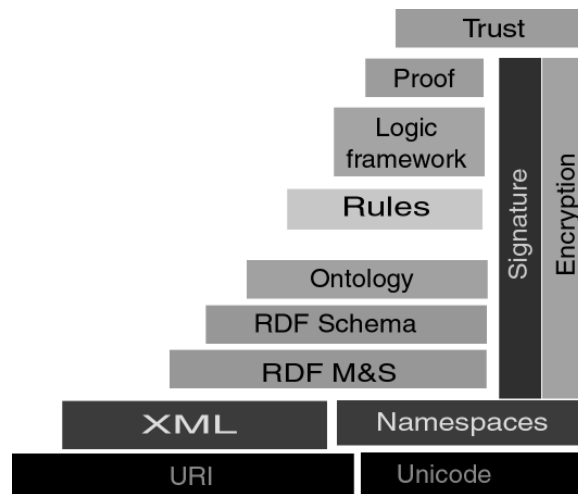 Trust
Proof
Logic
framework
Rules
Signature
Encryption
Ontology
RDF Schema
RDF M&S
XML
Namespaces
URI
Unicode